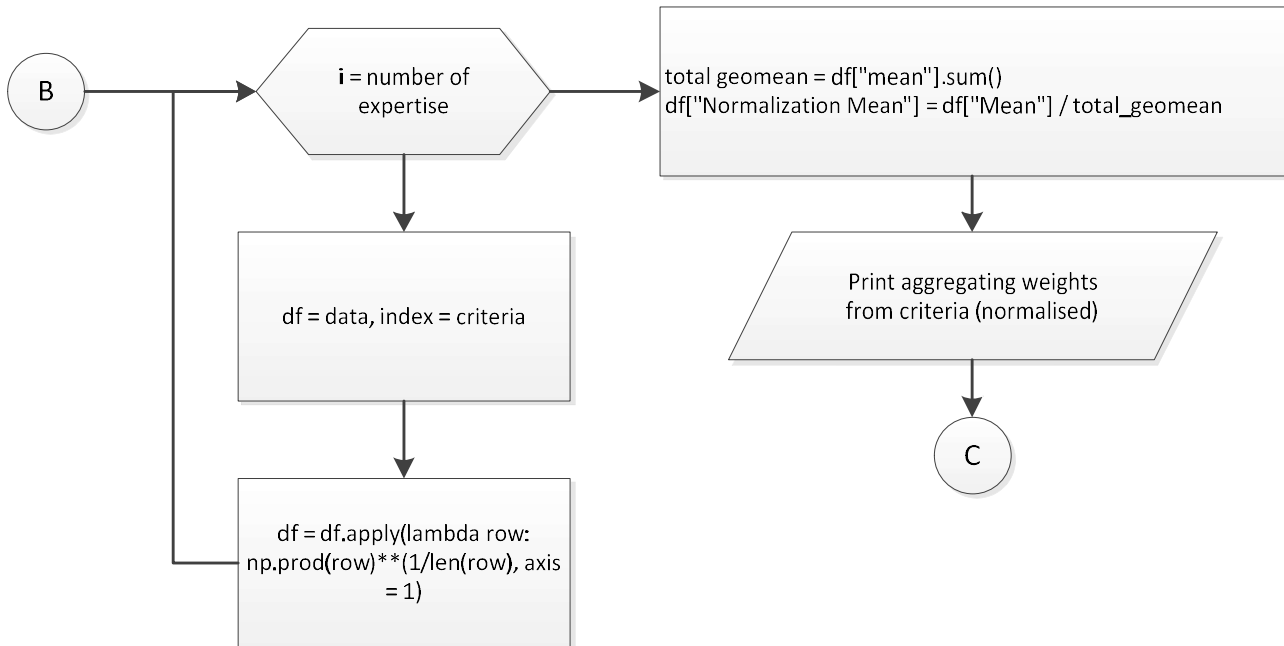 B
i = number of
expertise
total geomean = df["mean"].sum()
df["Normalization Mean"] = df["Mean"] / total_geomean
df = data, index = criteria
Print aggregating weights
from criteria (normalised)
C
df = df.apply(lambda row:
np.prod(row)**(1/len(row), axis
= 1)